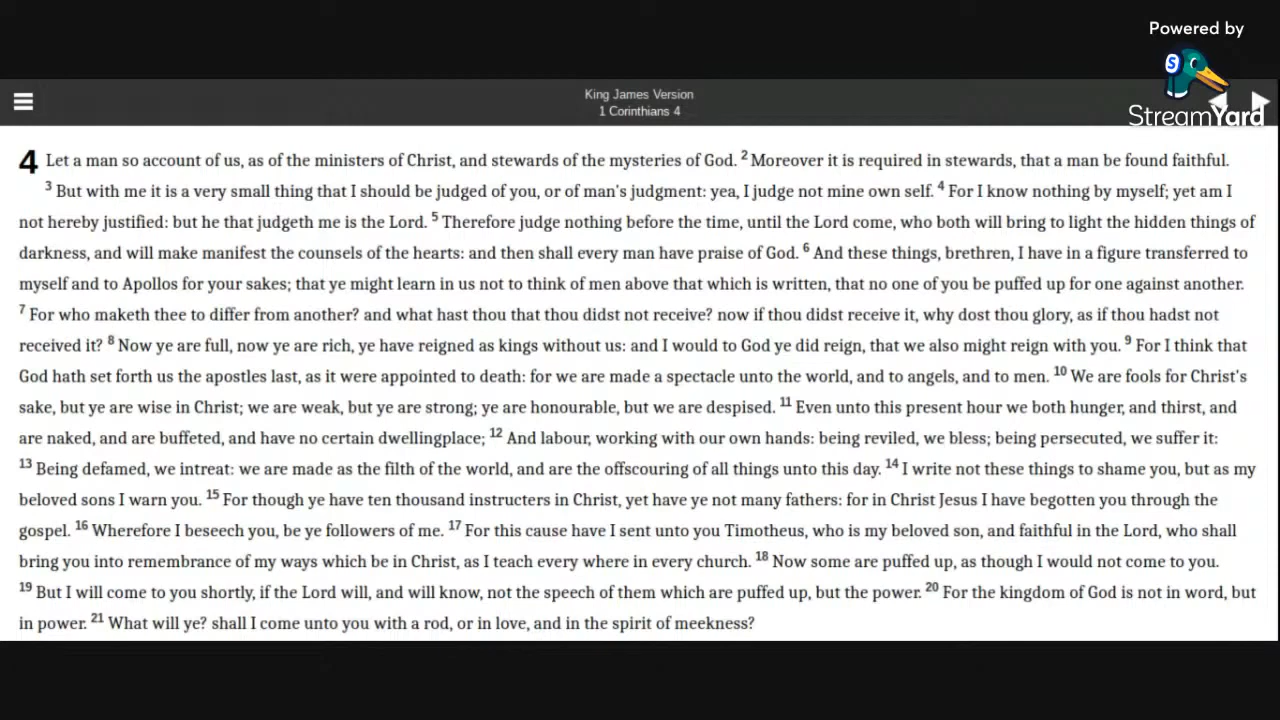 Powered by
S
StreamYard
King James Version
1 Corinthians 4
4 Let a man so account of us, as of the ministers of Christ, and stewards of the mysteries of God. 2 Moreover it is required in stewards, that a man be found faithful.
3 But with me it is a very small thing that I should be judged of you, or of man's judgment: yea, I judge not mine own self. 4 For I know nothing by myself; yet am I
not hereby justified: but he that judgeth me is the Lord. 5 Therefore judge nothing before the time, until the Lord come, who both will bring to light the hidden things of
darkness, and will make manifest the counsels of the hearts: and then shall every man have praise of God. 6 And these things, brethren, I have in a figure transferred to
myself and to Apollos for your sakes; that ye might learn in us not to think of men above that which is written, that no one of you be puffed up for one against another.
7 For who maketh thee to differ from another? and what hast thou that thou didst not receive? now if thou didst receive it, why dost thou glory, as if thou hadst not
received it? 8 Now ye are full, now ye are rich, ye have reigned as kings without us: and I would to God ye did reign, that we also might reign with you. 9 For I think that
God hath set forth us the apostles last, as it were appointed to death: for we are made a spectacle unto the world, and to angels, and to men. 10 We are fools for Christ's
sake, but ye are wise in Christ; we are weak, but ye are strong; ye are honourable, but we are despised. 11 Even unto this present hour we both hunger, and thirst, and
are naked, and are buffeted, and have no certain dwellingplace; 12 And labour, working with our own hands: being reviled, we bless; being persecuted, we suffer it:
13 Being defamed, we intreat: we are made as the filth of the world, and are the offscouring of all things unto this day. 14 I write not these things to shame you, but as my
beloved sons I warn you. 15 For though ye have ten thousand instructers in Christ, yet have ye not many fathers: for in Christ Jesus I have begotten you through the
gospel. 16 Wherefore I beseech you, be ye followers of me. 17 For this cause have I sent unto you Timotheus, who is my beloved son, and faithful in the Lord, who shall
bring you into remembrance of my ways which be in Christ, as I teach every where in every church. 18 Now some are puffed up, as though I would not come to you.
19 But I will come to you shortly, if the Lord will, and will know, not the speech of them which are puffed up, but the power. 20 For the kingdom of God is not in word, but
in power. 21 What will ye? shall I come unto you with a rod, or in love, and in the spirit of meekness?